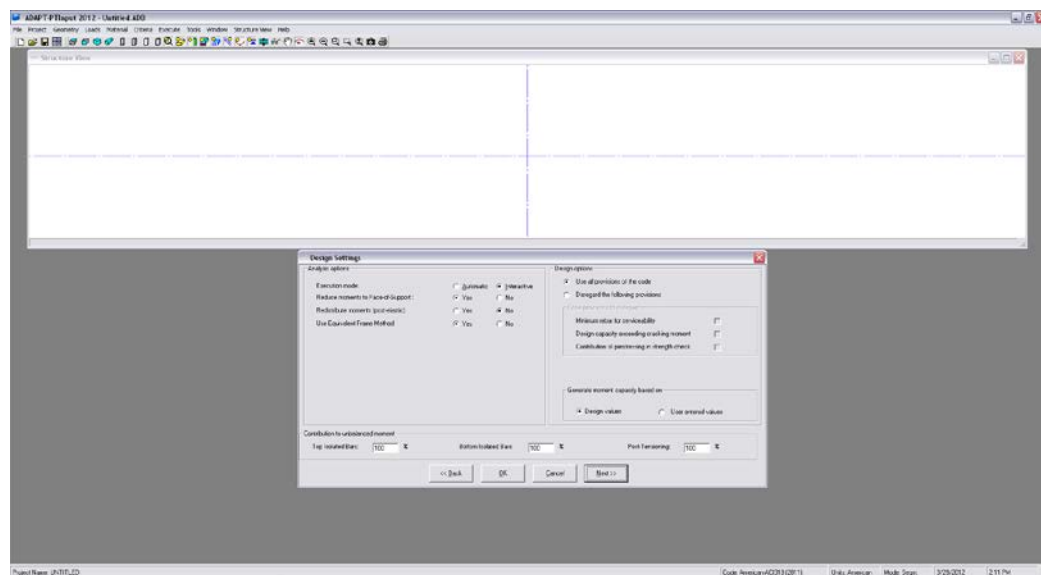 ADAPT-PTInput 2012 - Untitled.ADB
File Project Geometry Loads Material Criteria Execute Tools Window Structure View Help
Structure View
Design Settings
Analysis options
Execution mode: Automatic Interactive
Reduce moments to Face-of-Support: Yes No
Redistribute moments (post-elastic): Yes No
Use Equivalent Frame Method Yes No
Design options
Use all provisions of the code
Disregard the following provisions
Minimum rebar for serviceability
Design capacity exceeding cracking moment
Contribution of prestressing in strength check
Generate moment capacity based on
Design values User entered values
Contribution to unbalanced moment
Top Isolated Bars: 100 %
Bottom Isolated Bars: 100 %
Post-Tensioning: 100 %
<< Back OK Cancel Next >>
Project Name: UNTITLED
Code: American-ACI318 (2011) Units: American Mode: Span 3/29/2012 2:11 PM